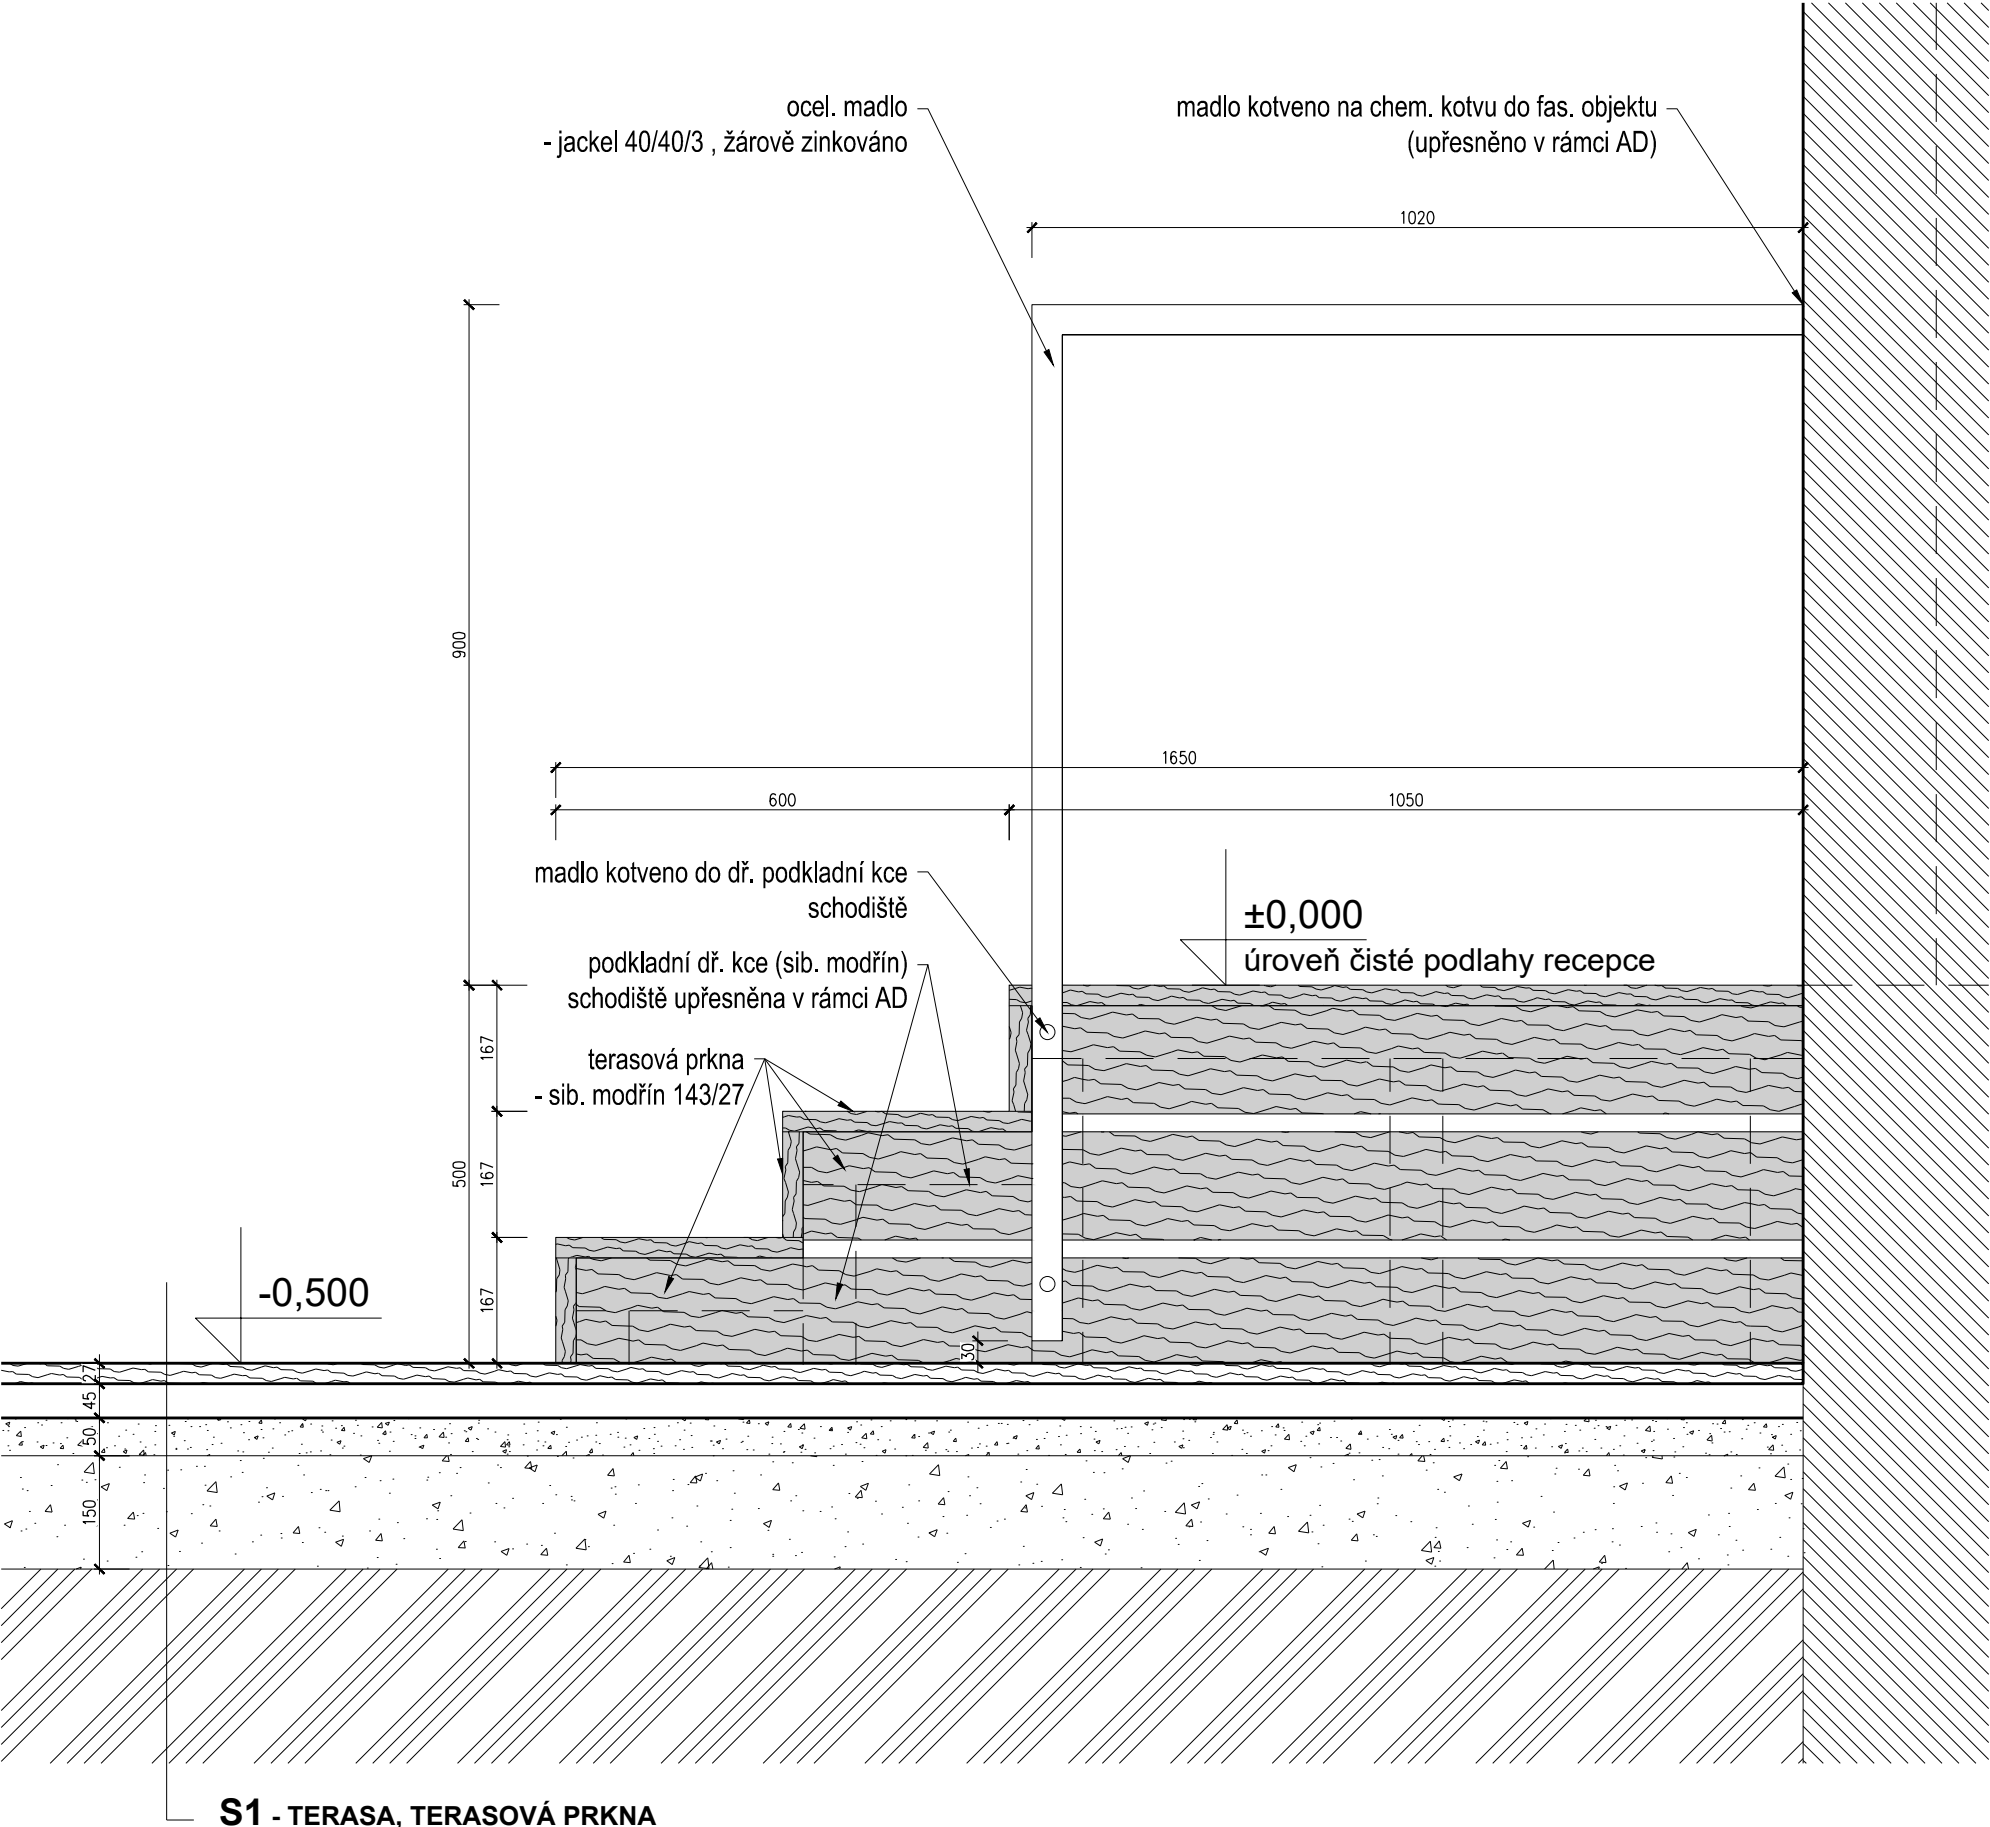 ocel. madlo
- jackel 40/40/3 , žárově zinkováno
madlo kotveno na chem. kotvu do fas. objektu
(upřesněno v rámci AD)
1020
900
1650
600
1050
madlo kotveno do dř. podkladní kce
schodiště
±0,000
úroveň čisté podlahy recepce
podkladní dř. kce (sib. modřín)
schodiště upřesněna v rámci AD
167
terasová prkna
- sib. modřín 143/27
500
167
-0,500
167
30
27
45
50
150
S1 - TERASA, TERASOVÁ PRKNA